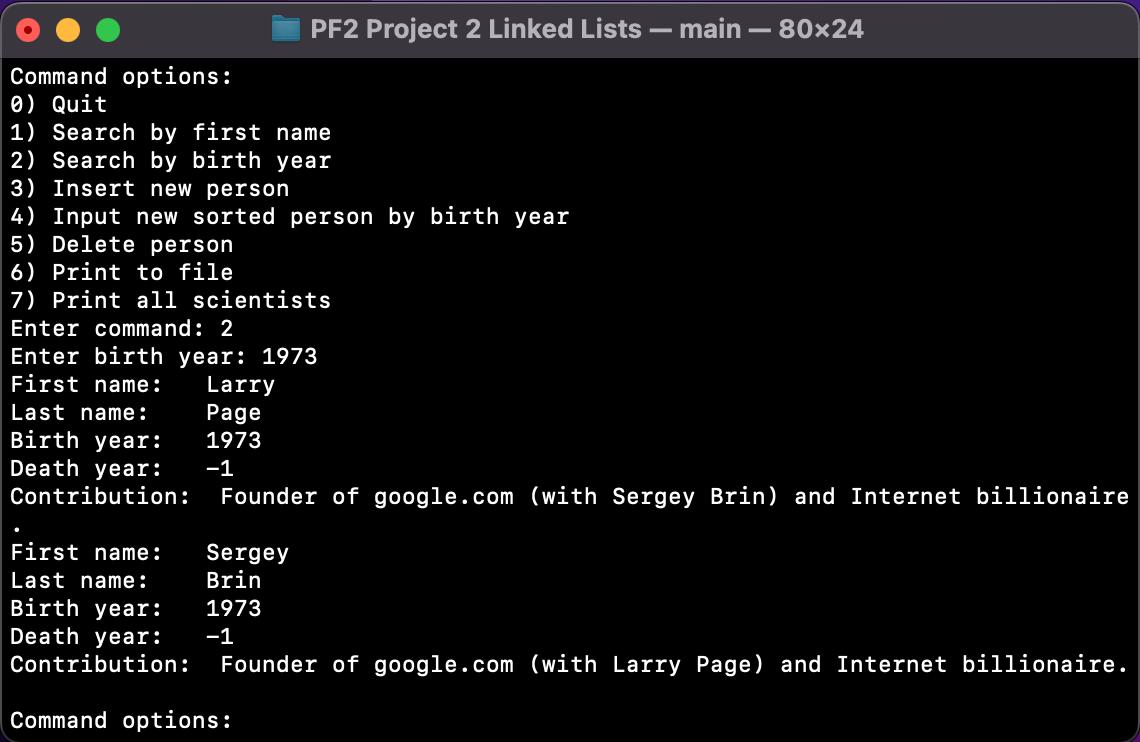 PF2 Project 2 Linked Lists — main — 80×24
Command options:
0) Quit
1) Search by first name
2) Search by birth year
3) Insert new person
4) Input new sorted person by birth year
5) Delete person
6) Print to file
7) Print all scientists
Enter command: 2
Enter birth year: 1973
First name:   Larry
Last name:    Page
Birth year:   1973
Death year:   -1
Contribution:  Founder of google.com (with Sergey Brin) and Internet billionaire
.
First name:   Sergey
Last name:    Brin
Birth year:   1973
Death year:   -1
Contribution:  Founder of google.com (with Larry Page) and Internet billionaire.
Command options: